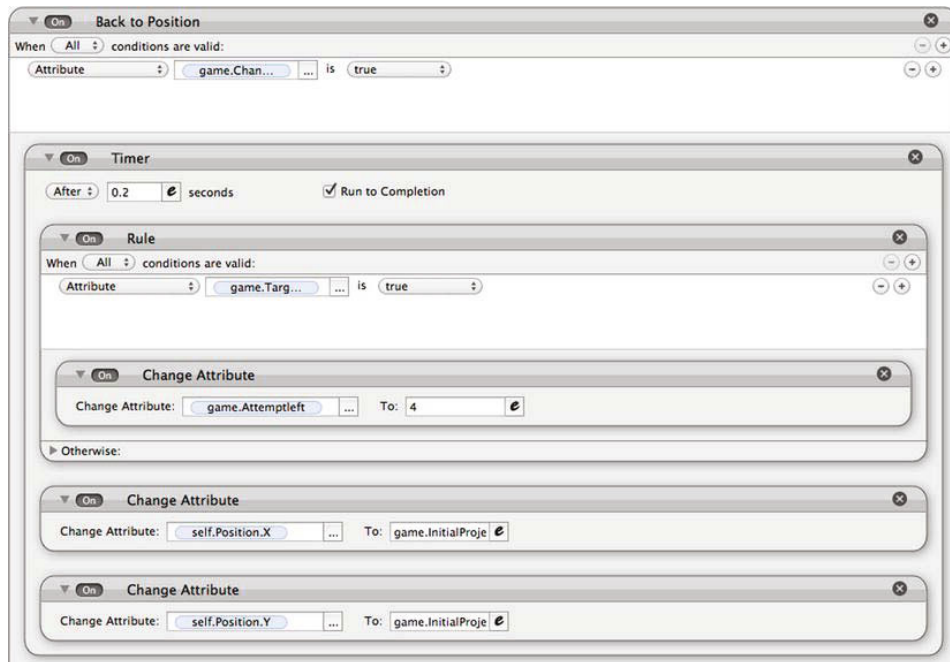 On Back to Position
When All conditions are valid:
Attribute game.Chan... ... is true
On Timer
After 0.2 e seconds Run to Completion
On Rule
When All conditions are valid:
Attribute game.Targ... ... is true
On Change Attribute
Change Attribute: game.Attemptleft ... To: 4 e
Otherwise:
On Change Attribute
Change Attribute: self.Position.X ... To: game.InitialProje e
On Change Attribute
Change Attribute: self.Position.Y ... To: game.InitialProje e